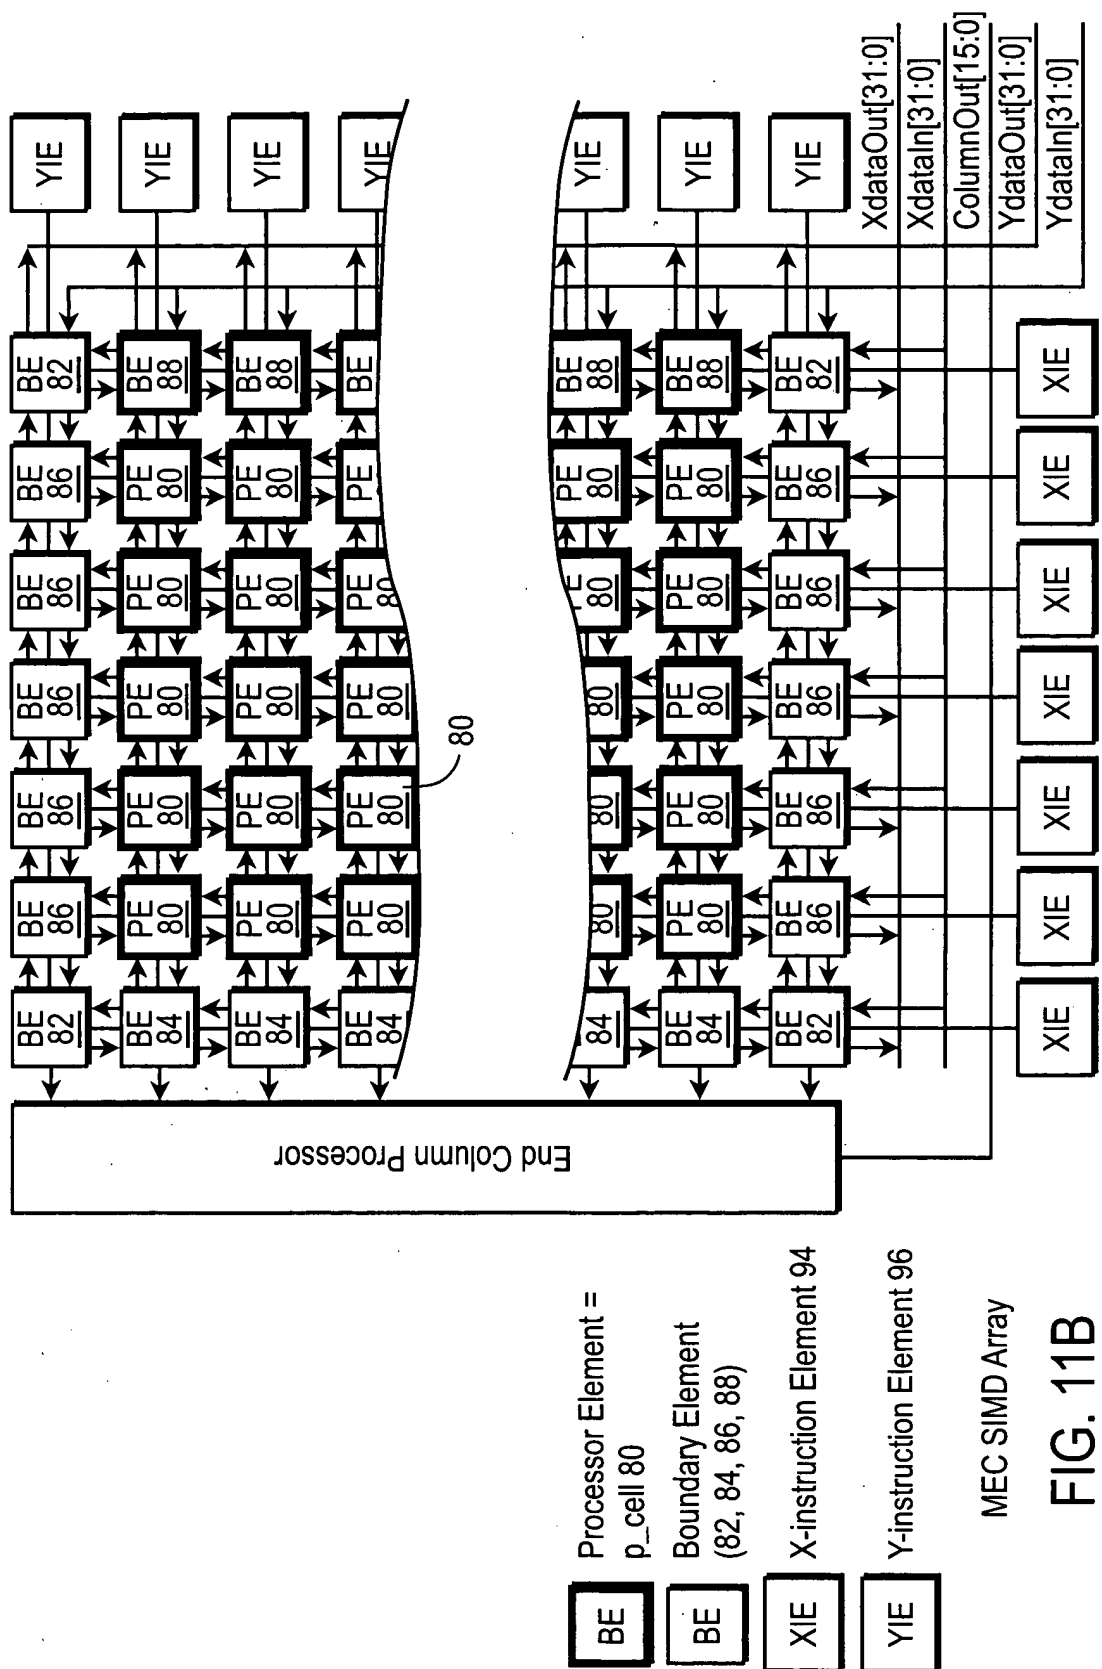 BE BE BE BE BE BE BE YIE
82 86 86 86 86 86 82
BE PE PE PE PE PE BE YIE
84 80 80 80 80 80 88
BE PE PE PE PE PE BE YIE
84 80 80 80 80 80 88
BE PE PE PE PE PE BE YIE
84 80 80 80 80 80
80
PE BE YIE
84 80 80 80 80 80 88
BE PE PE PE PE PE BE YIE
84 80 80 80 80 80 88
BE BE BE BE BE BE BE YIE
82 86 86 86 86 86 82
End Column Processor
XdataOut[31:0]
XdataIn[31:0]
ColumnOut[15:0]
YdataOut[31:0]
YdataIn[31:0]
XIE XIE XIE XIE XIE XIE XIE
BE Processor Element =
p_cell 80
BE Boundary Element
(82, 84, 86, 88)
XIE X-instruction Element 94
YIE Y-instruction Element 96
MEC SIMD Array
FIG. 11B